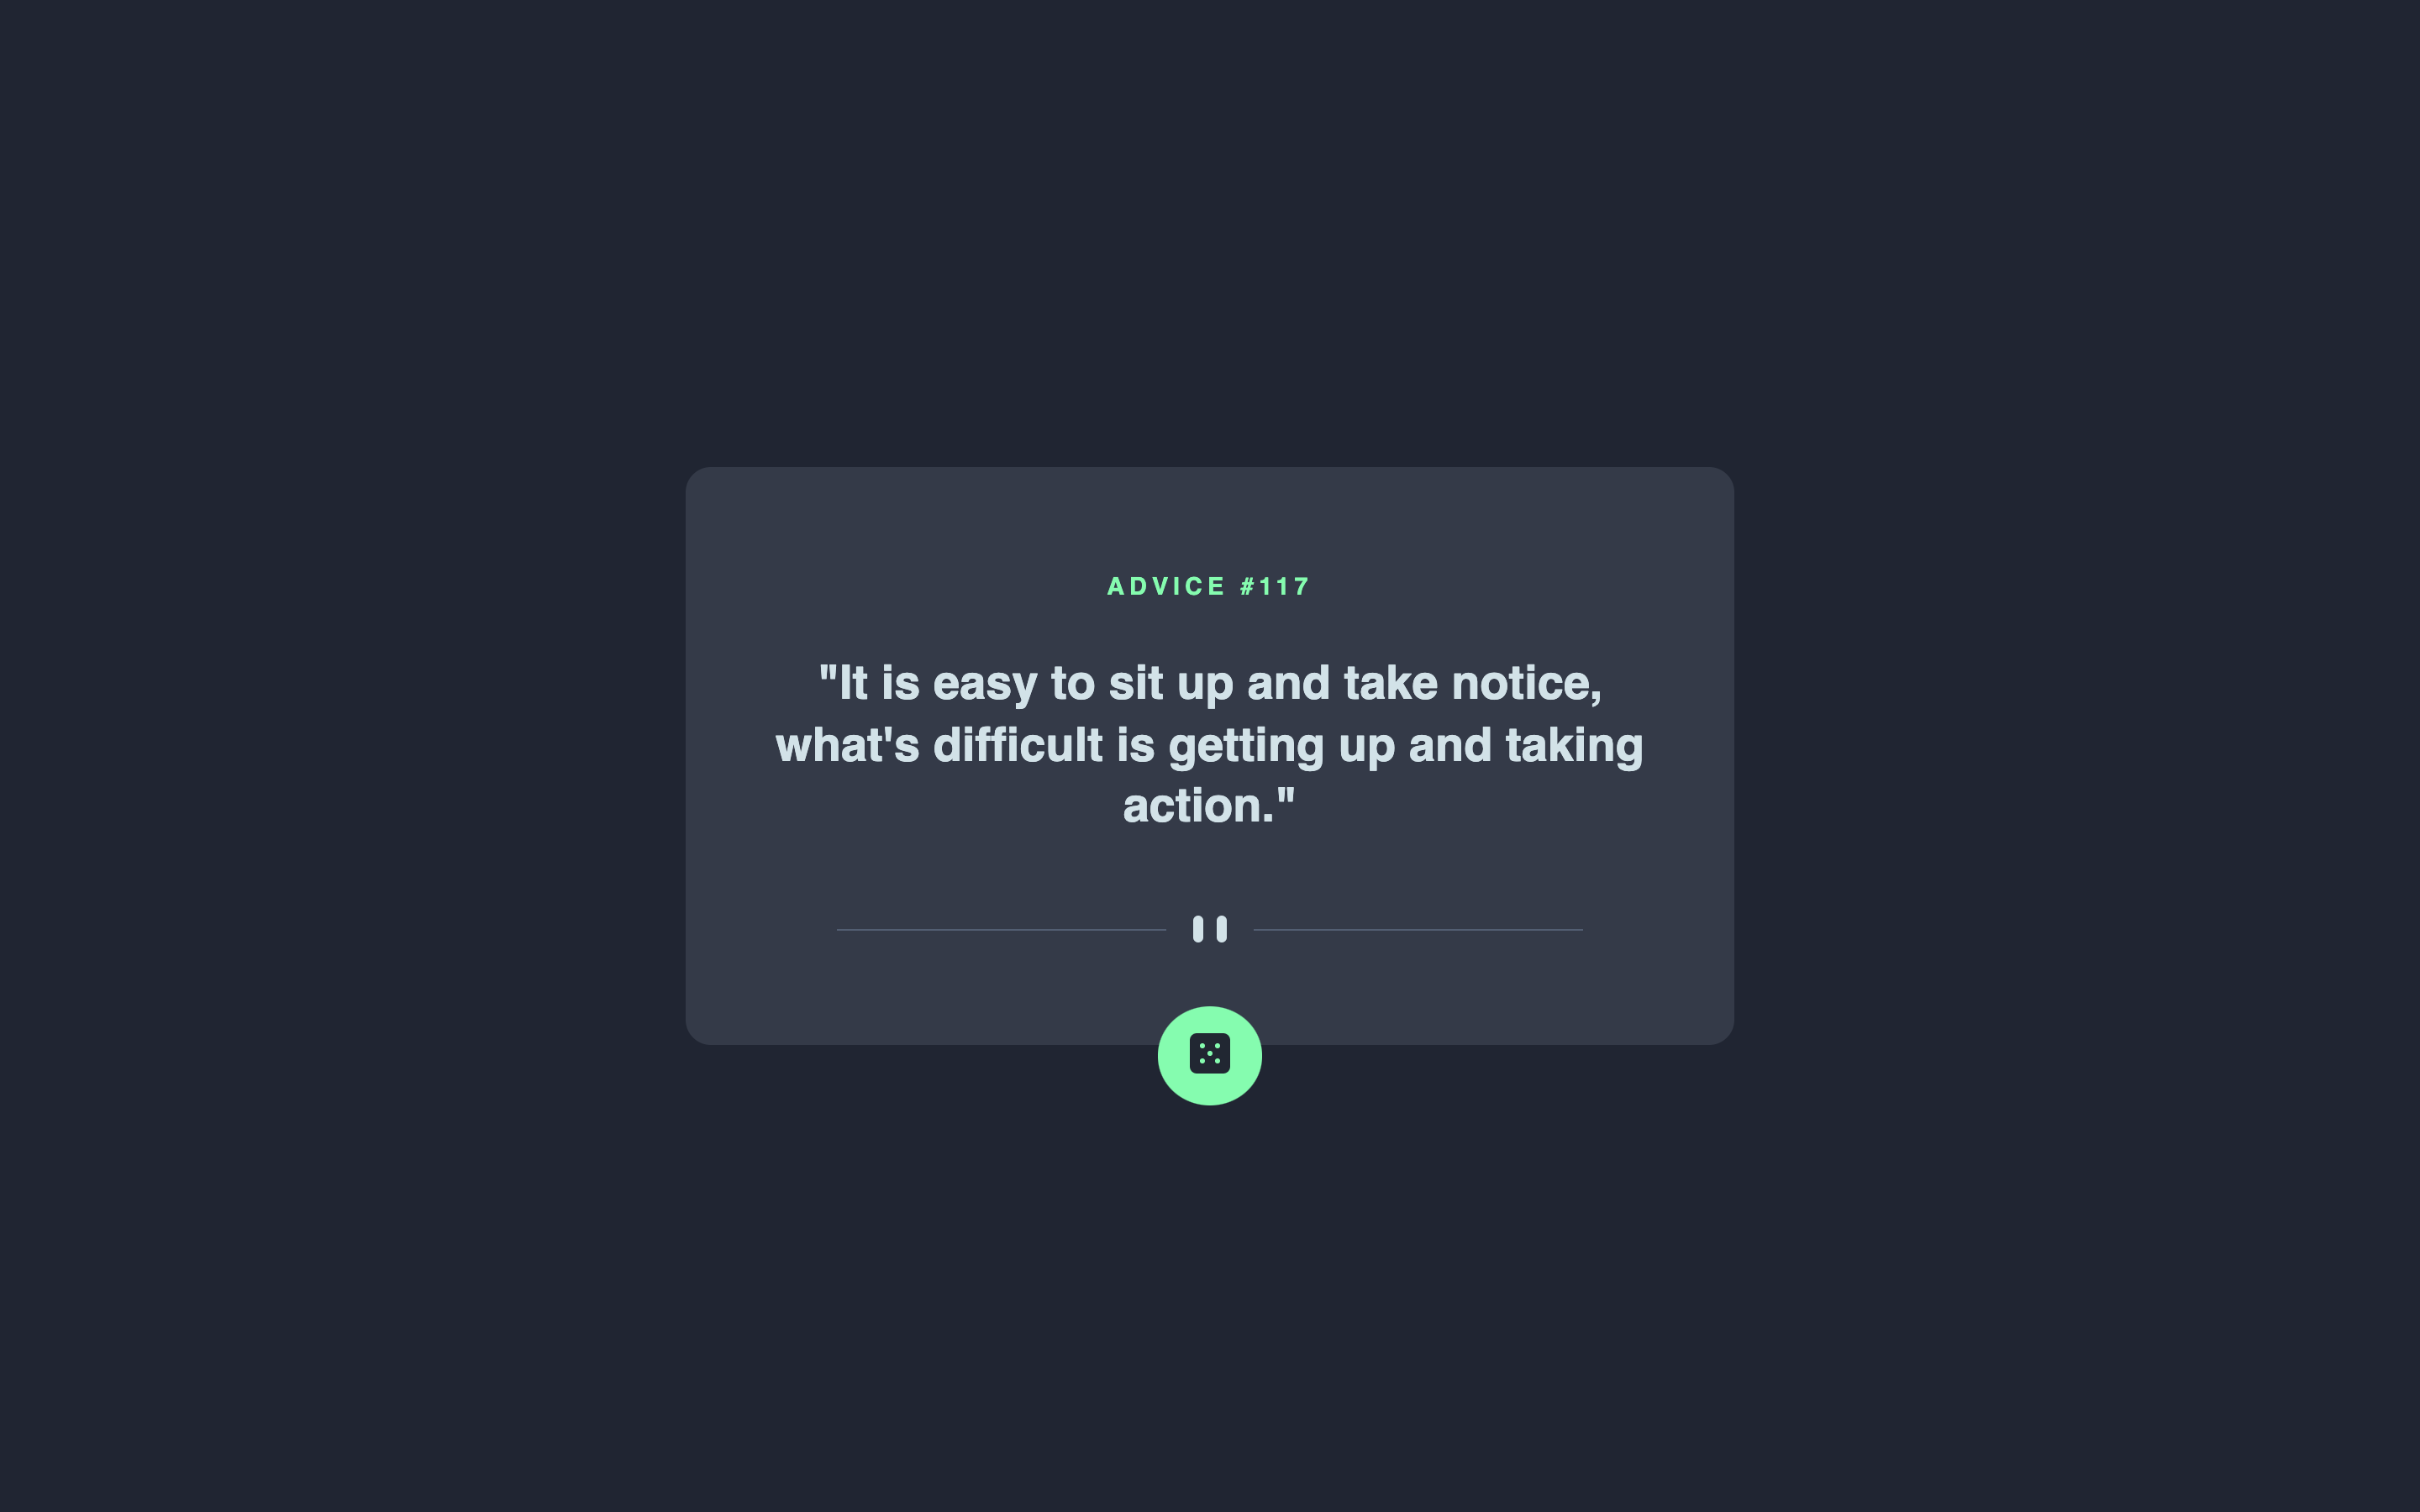 ADVICE #117
"It is easy to sit up and take notice,
what's difficult is getting up and taking
action."